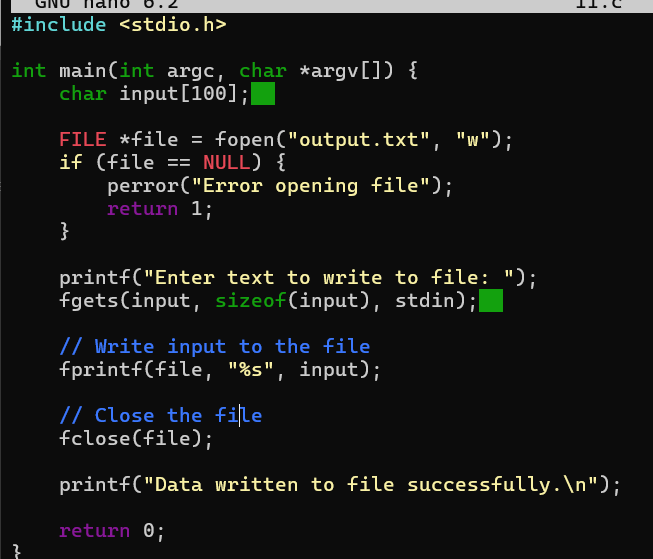 GNU nano 6.2 11.c
#include <stdio.h>

int main(int argc, char *argv[]) {
    char input[100];

    FILE *file = fopen("output.txt", "w");
    if (file == NULL) {
        perror("Error opening file");
        return 1;
    }

    printf("Enter text to write to file: ");
    fgets(input, sizeof(input), stdin);

    // Write input to the file
    fprintf(file, "%s", input);

    // Close the file
    fclose(file);

    printf("Data written to file successfully.\n");

    return 0;
}